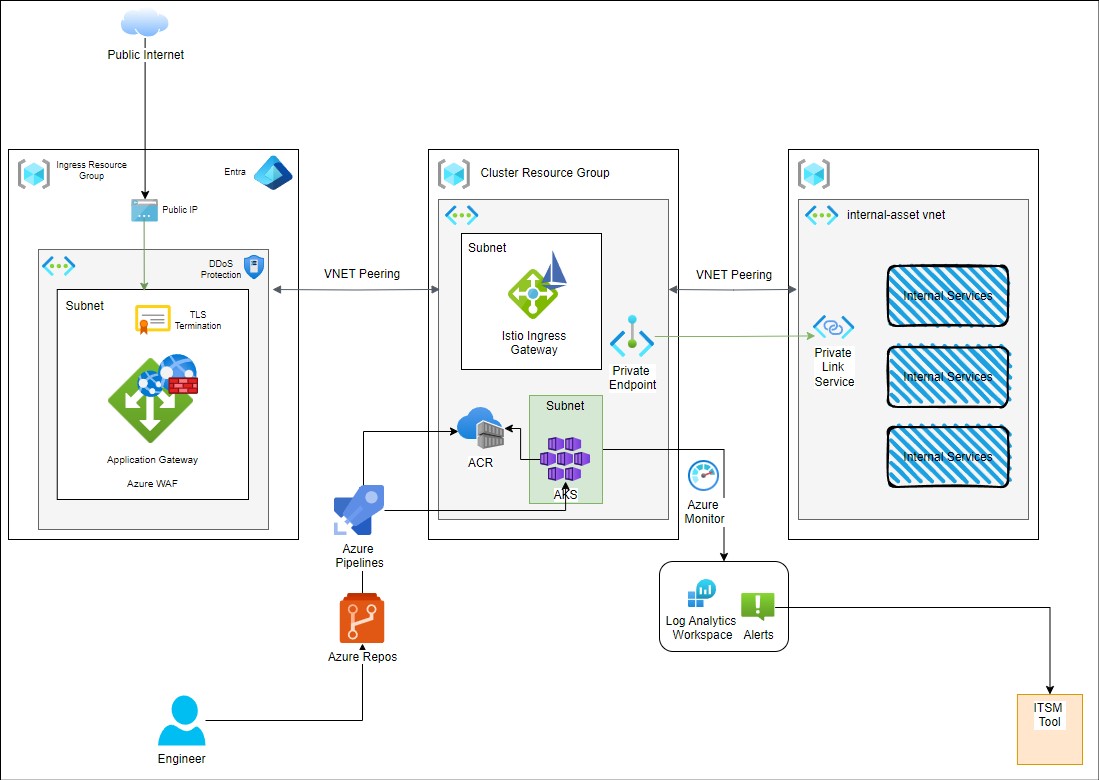 Public Internet
Ingress Resource
Group
Entra
Public IP
DDoS
Protection
Subnet
TLS
Termination
Application Gateway
Azure WAF
VNET Peering
Cluster Resource Group
Subnet
Istio Ingress
Gateway
Private
Endpoint
Subnet
ACR
AKS
VNET Peering
internal-asset vnet
Internal Services
Private
Link
Service
Internal Services
Internal Services
Azure
Monitor
Azure
Pipelines
Azure Repos
Engineer
Log Analytics
Workspace
Alerts
ITSM
Tool